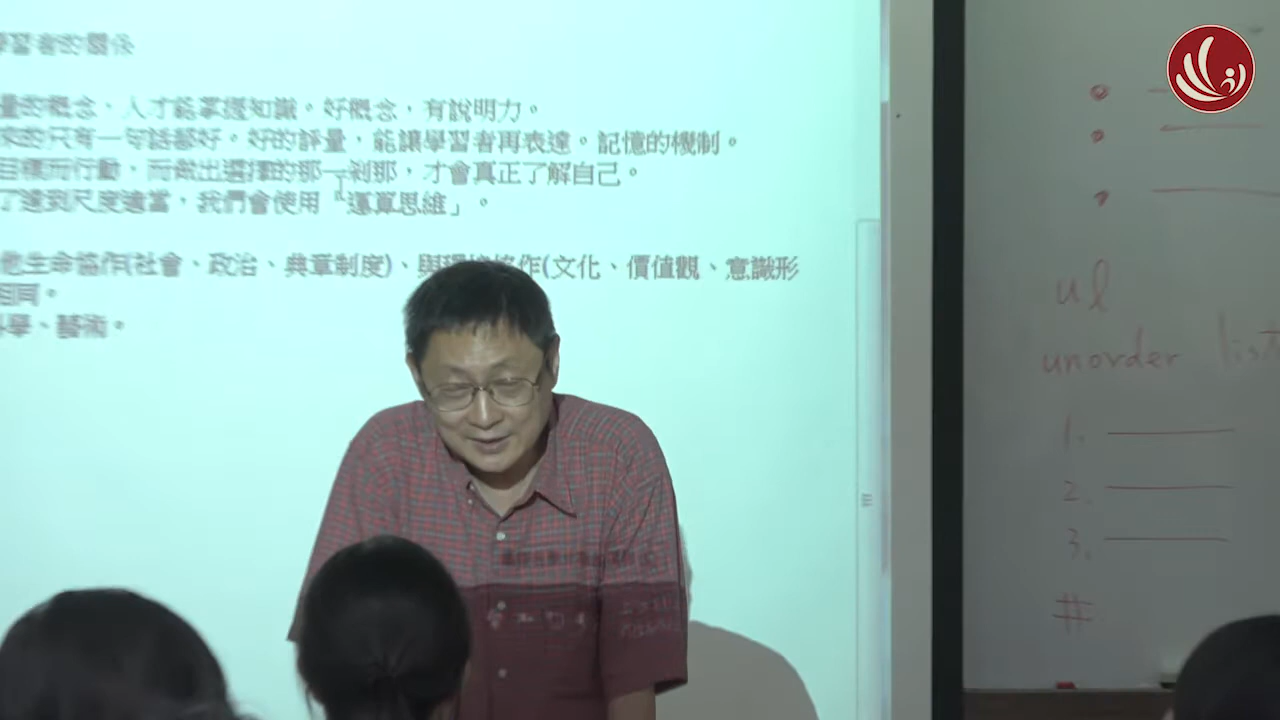 學習者的關係
量的概念，人才能掌握知識。好概念，有說明力。
來的只有一句話都好。好的評量，能讓學習者再表達。記憶的機制。
目標而行動，而做出選擇的那一剎那，才會真正了解自己。
了達到尺度適當，我們會使用「運算思維」。
他生命協作(社會、政治、典章制度)、與環境協作(文化、價值觀、意識形
相同。
科學、藝術。
ul
unorder list
1.
2.
3.
#